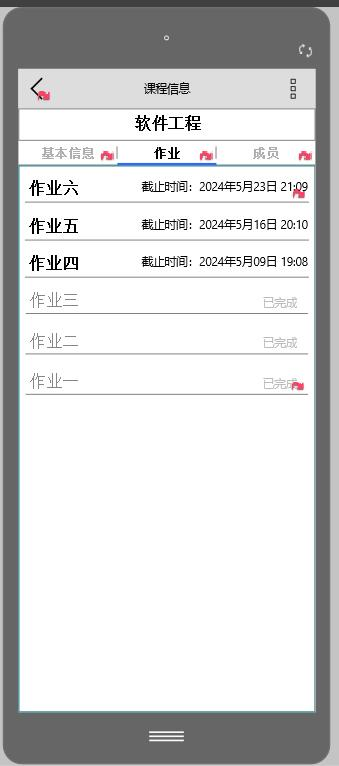 课程信息
软件工程
基本信息 作业 成员
作业六 截止时间：2024年5月23日 21:09
作业五 截止时间：2024年5月16日 20:10
作业四 截止时间：2024年5月09日 19:08
作业三 已完成
作业二 已完成
作业一 已完成